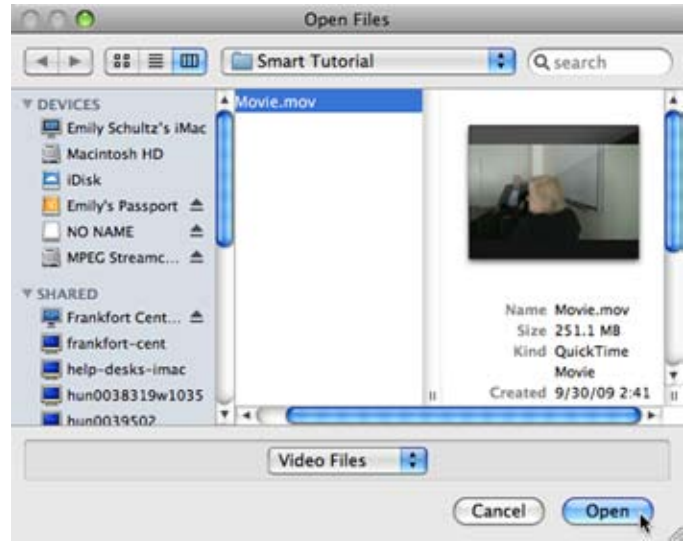 Open Files
Smart Tutorial
search
DEVICES
Emily Schultz's iMac
Macintosh HD
iDisk
Emily's Passport
NO NAME
MPEG Streamc...
SHARED
Frankfort Cent...
frankfort-cent
help-desks-imac
hun0038319w1035
hun0039502
Movie.mov
Name Movie.mov
Size 251.1 MB
Kind QuickTime
Movie
Created 9/30/09 2:41
Video Files
Cancel
Open